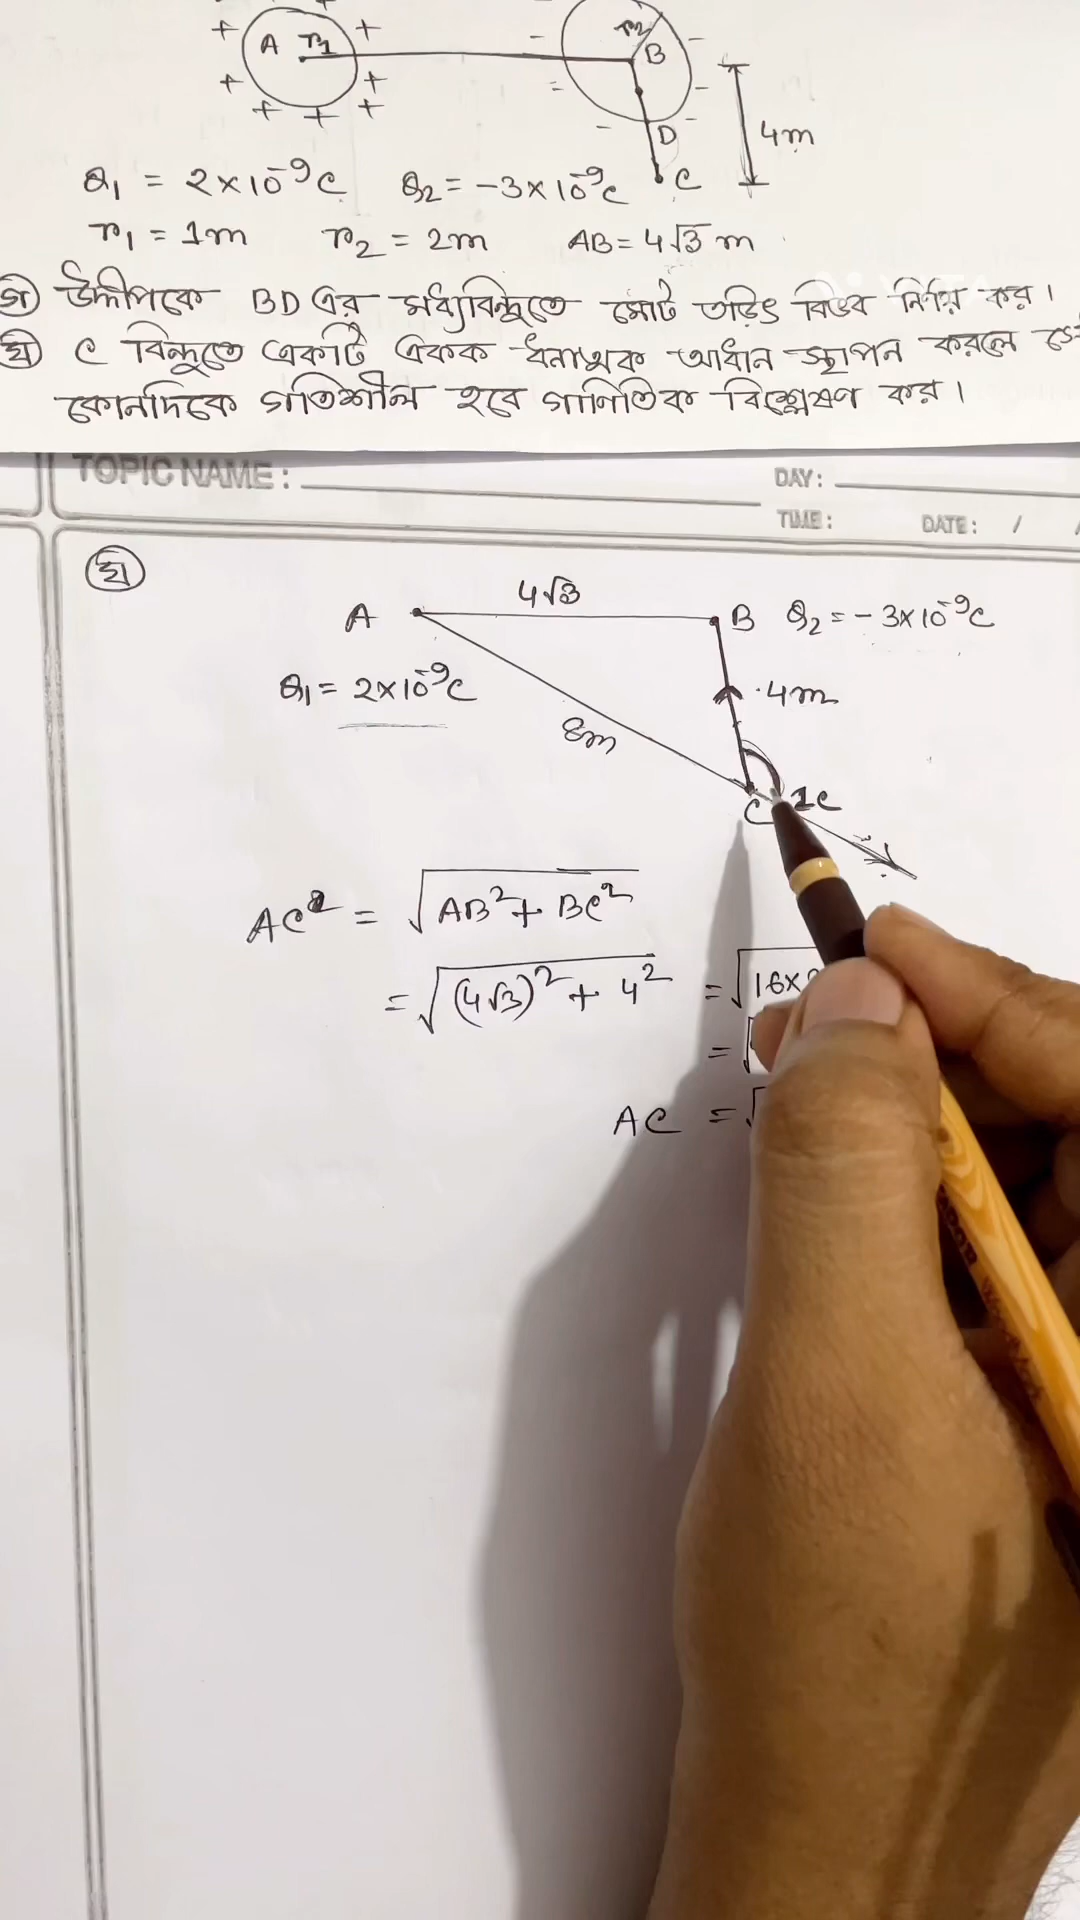 + +
A r₁ +
r₂
B
+ +
+ + +
D 4m
C
Q₁ = 2×10⁻⁹C Q₂ = -3×10⁻⁹C
r₁ = 1m r₂ = 2m AB = 4√3 m
গ) উদ্দীপকে BD এর মধ্যবিন্দুতে মোট তড়িৎ বিভব নির্ণয় কর।
ঘ) C বিন্দুতে একটি একক ধনাত্মক আধান স্থাপন করলে
কোনদিকে গতিশীল হবে গাণিতিক বিশ্লেষণ কর।
TOPIC NAME :
DAY :
TIME : DATE : /
ঘ
4√3
A B Q₂ = - 3×10⁻⁹C
Q₁ = 2×10⁻⁹C 4m
8m
C 1C
AC² = √AB² + BC²
= √(4√3)² + 4² = √16×
= √
AC = √